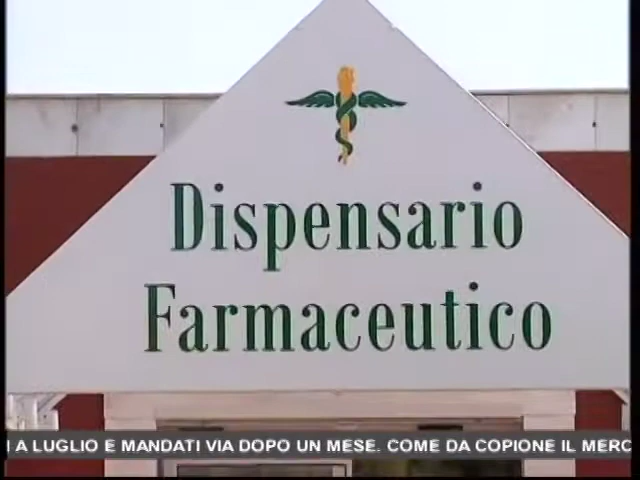 Dispensario
Farmaceutico
A LUGLIO E MANDATI VIA DOPO UN MESE. COME DA COPIONE IL